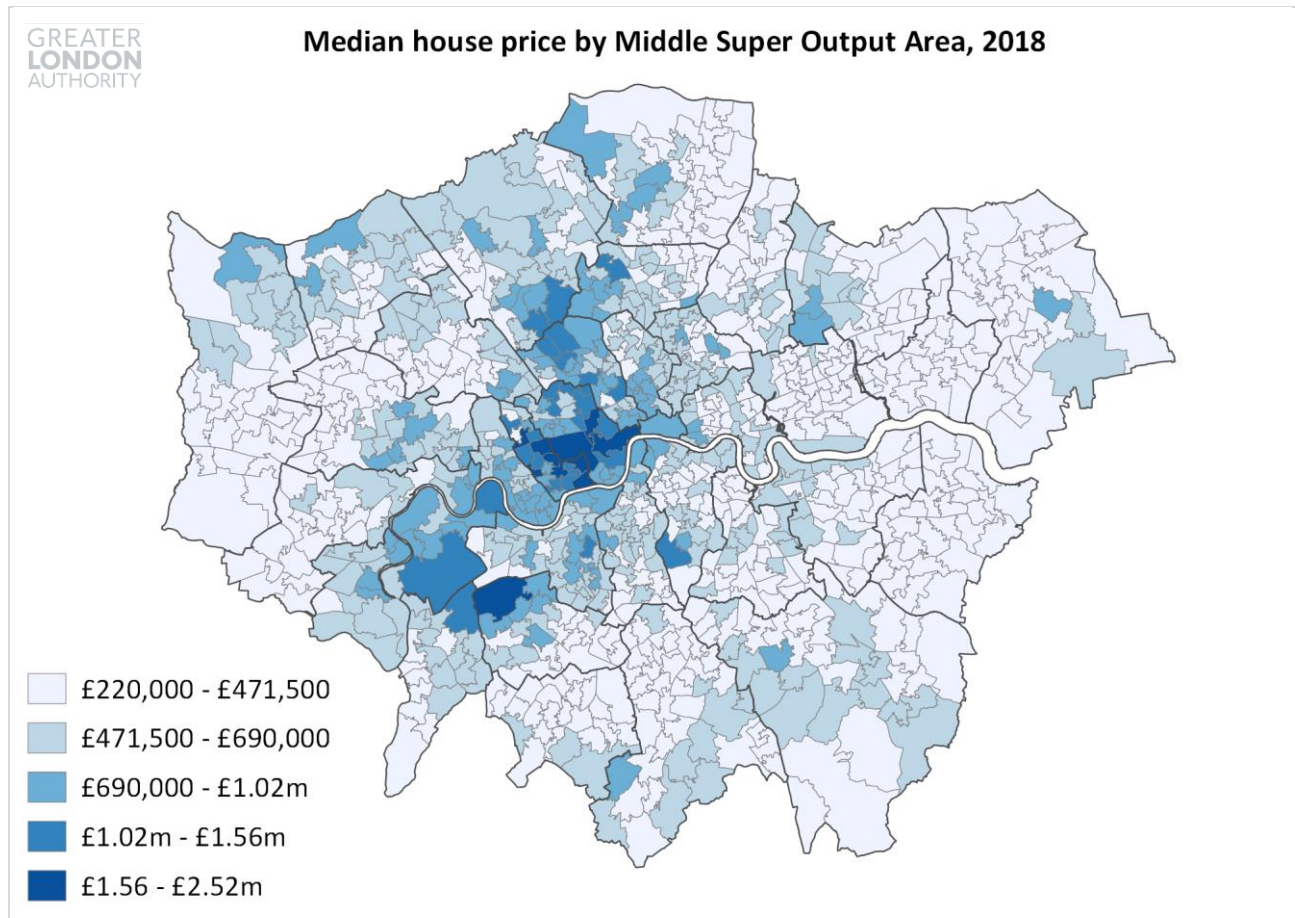 GREATER
LONDON
AUTHORITY
Median house price by Middle Super Output Area, 2018
£220,000 - £471,500
£471,500 - £690,000
£690,000 - £1.02m
£1.02m - £1.56m
£1.56 - £2.52m